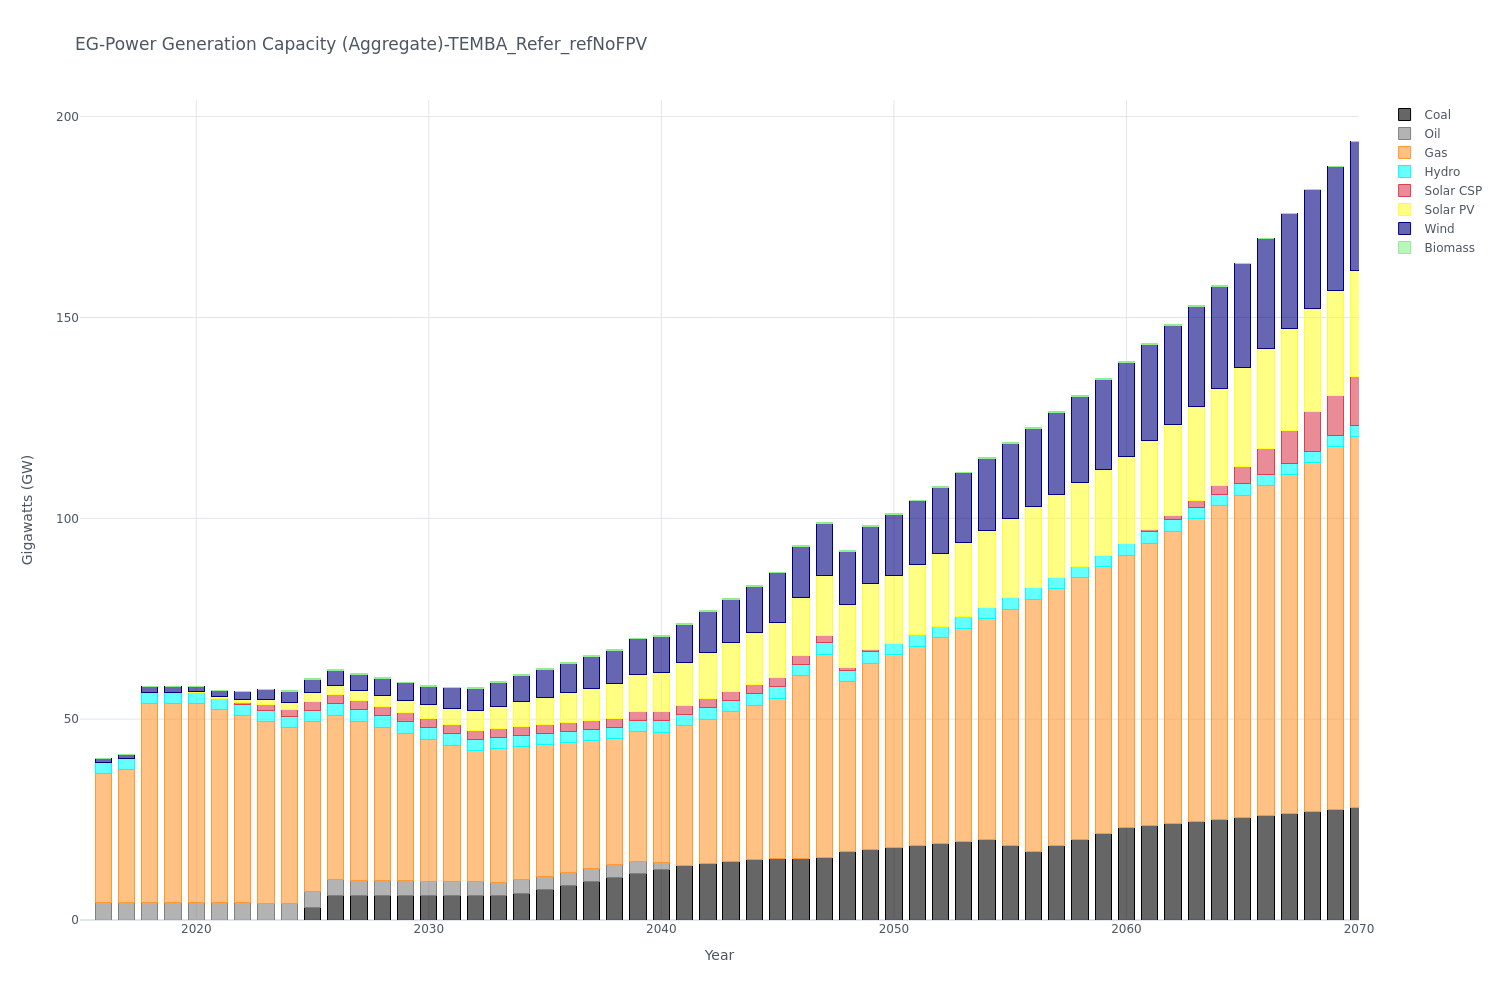 EG-Power Generation Capacity (Aggregate)-TEMBA_Refer_refNoFPV
200
150
100
50
0
Gigawatts (GW)
2020
2030
2040
2050
2060
2070
Year
Coal
Oil
Gas
Hydro
Solar CSP
Solar PV
Wind
Biomass